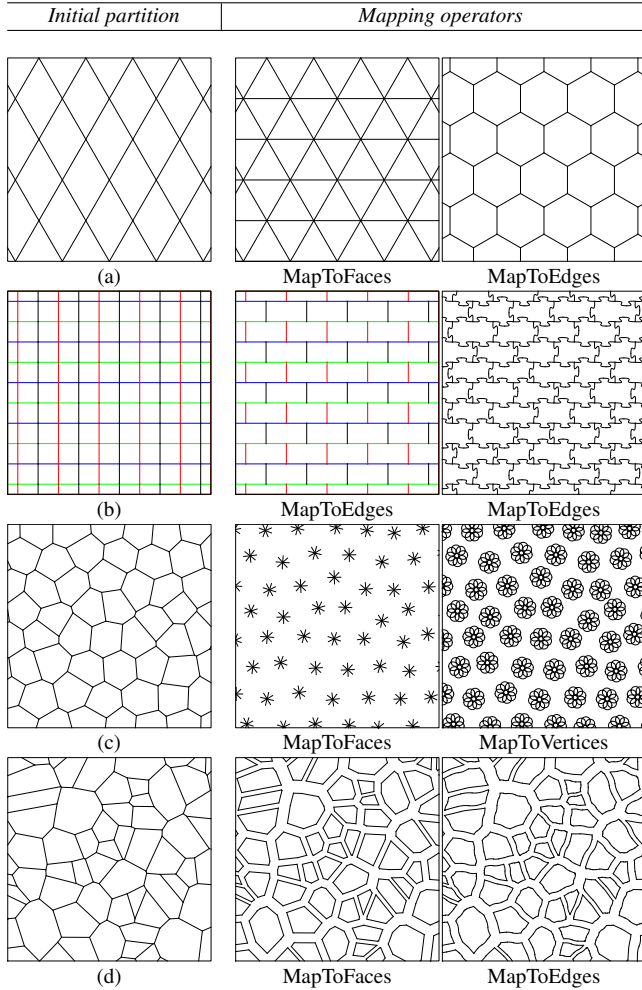 Initial partition Mapping operators
(a) MapToFaces MapToEdges
(b) MapToEdges MapToEdges
(c) MapToFaces MapToVertices
(d) MapToFaces MapToEdges